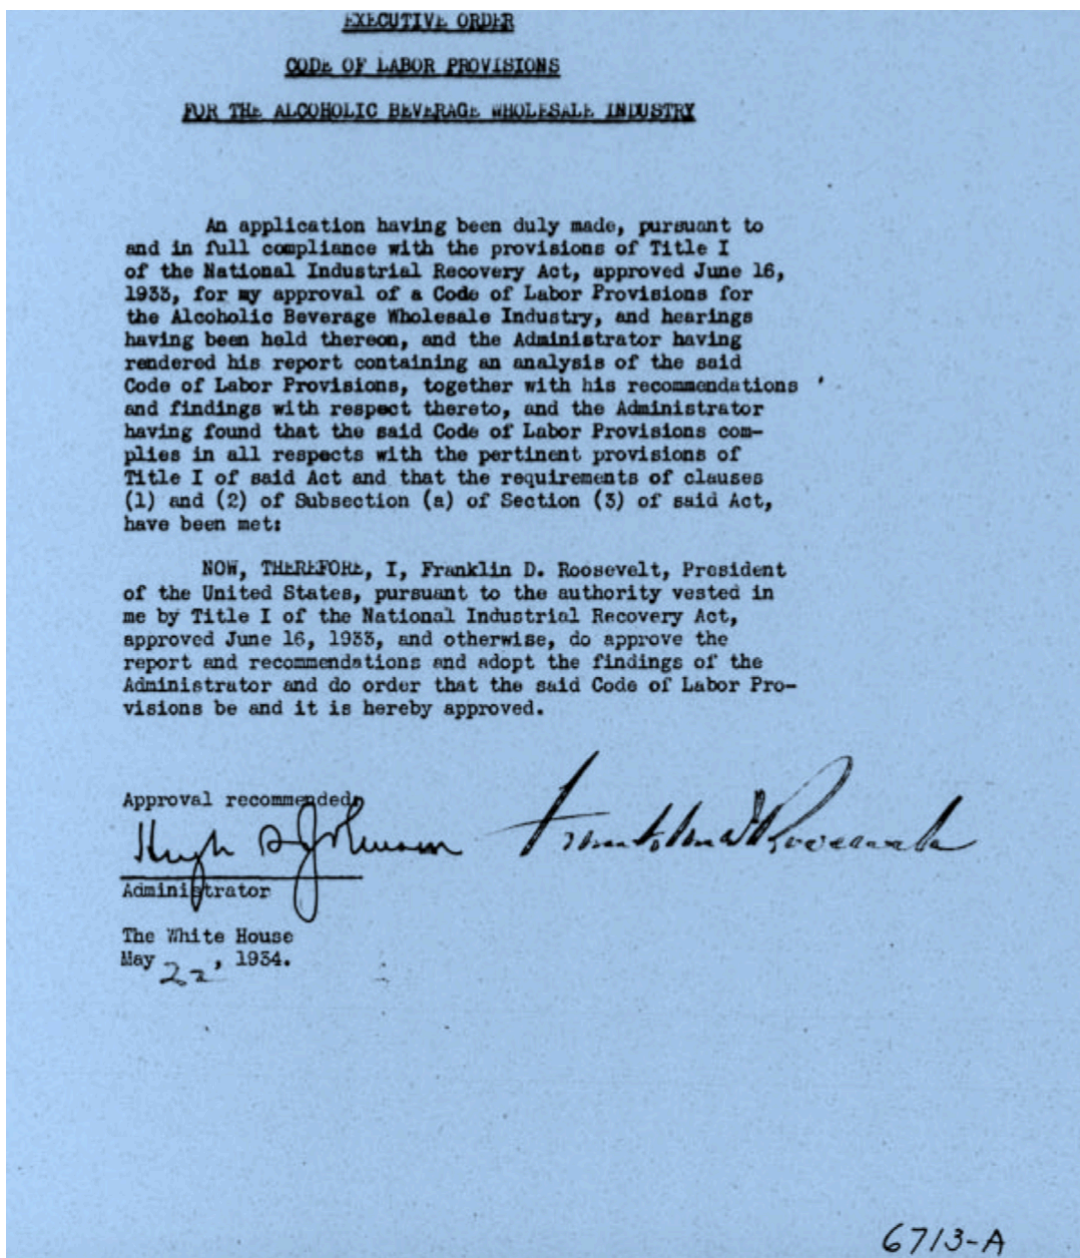 EXECUTIVE ORDER
CODE OF LABOR PROVISIONS
FOR THE ALCOHOLIC BEVERAGE WHOLESALE INDUSTRY
An application having been duly made, pursuant to
and in full compliance with the provisions of Title I
of the National Industrial Recovery Act, approved June 16,
1933, for my approval of a Code of Labor Provisions for
the Alcoholic Beverage Wholesale Industry, and hearings
having been held thereon, and the Administrator having
rendered his report containing an analysis of the said
Code of Labor Provisions, together with his recommendations
and findings with respect thereto, and the Administrator
having found that the said Code of Labor Provisions com-
plies in all respects with the pertinent provisions of
Title I of said Act and that the requirements of clauses
(1) and (2) of Subsection (a) of Section (3) of said Act,
have been met:
NOW, THEREFORE, I, Franklin D. Roosevelt, President
of the United States, pursuant to the authority vested in
me by Title I of the National Industrial Recovery Act,
approved June 16, 1933, and otherwise, do approve the
report and recommendations and adopt the findings of the
Administrator and do order that the said Code of Labor Pro-
visions be and it is hereby approved.
Approval recommended:
Hugh S Johnson Franklin D Roosevelt
Administrator
The White House
May 22, 1934.
6713-A